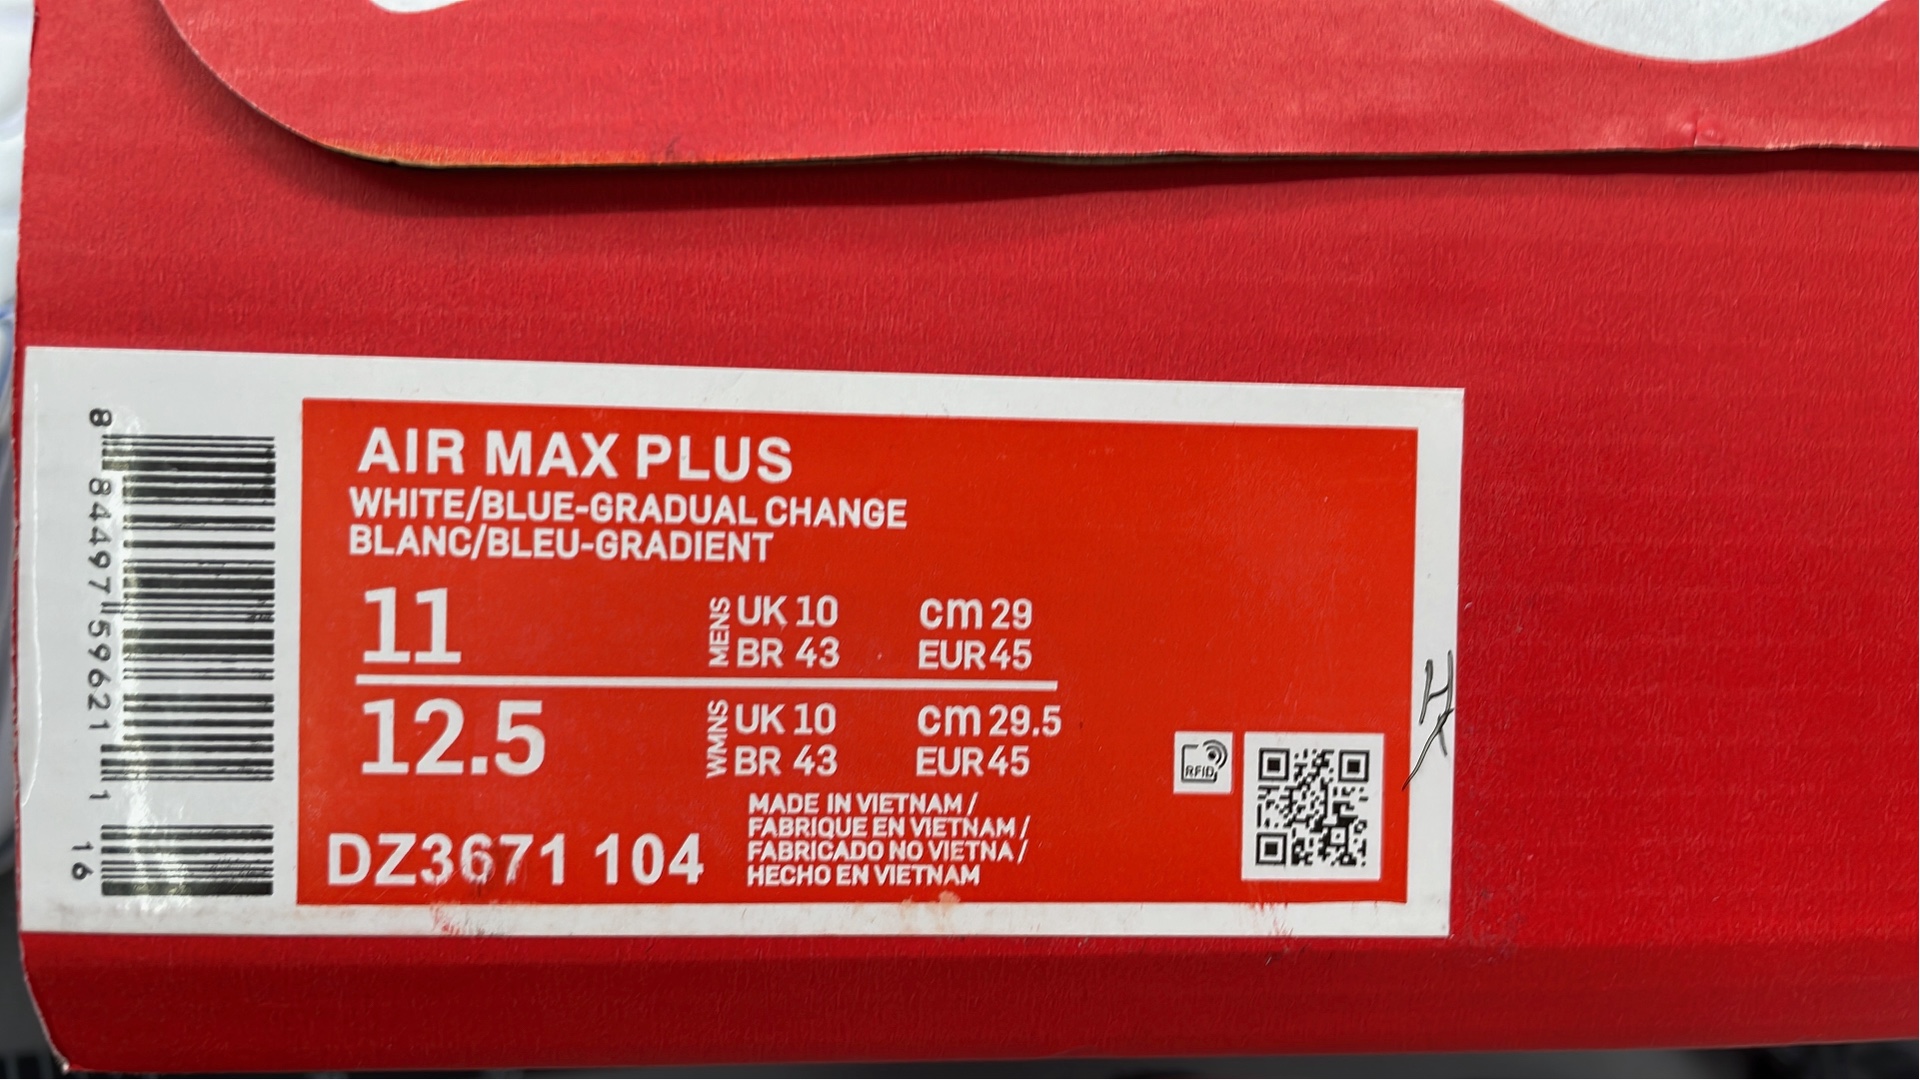 8 84497 59621 1
16
AIR MAX PLUS
WHITE/BLUE-GRADUAL CHANGE
BLANC/BLEU-GRADIENT
11
MENS
UK 10
cm 29
BR 43
EUR 45
12.5
WMNS
UK 10
cm 29.5
BR 43
EUR 45
DZ3671 104
MADE IN VIETNAM /
FABRIQUE EN VIETNAM /
FABRICADO NO VIETNA /
HECHO EN VIETNAM
RFID